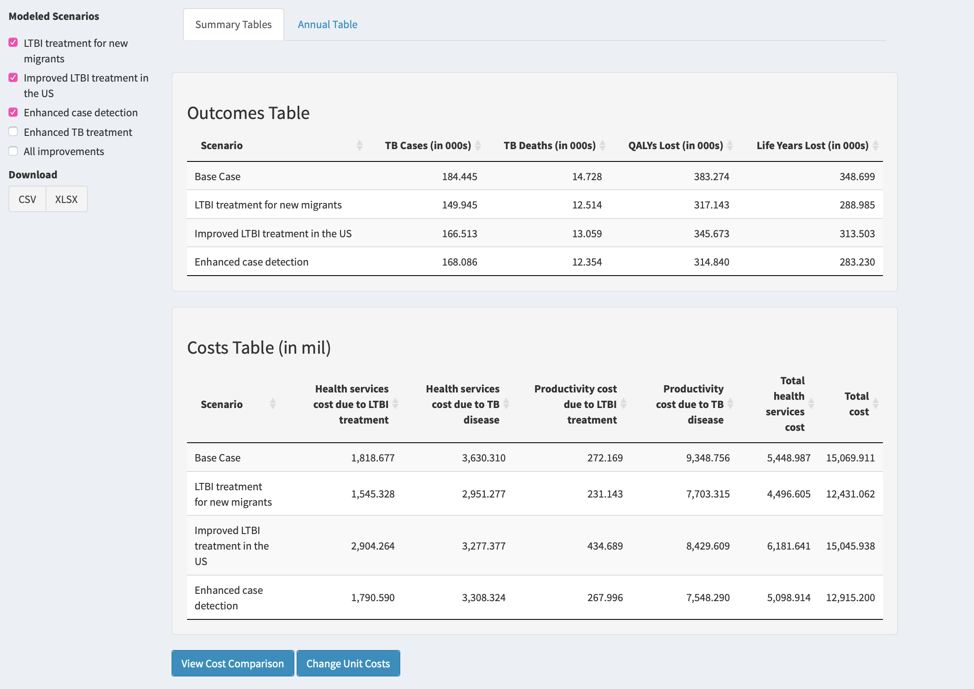 Modeled Scenarios
LTBI treatment for new
migrants
Improved LTBI treatment in
the US
Enhanced case detection
Enhanced TB treatment
All improvements
Download
CSV XLSX
Summary Tables Annual Table
Outcomes Table
Scenario TB Cases (in 000s) TB Deaths (in 000s) QALYs Lost (in 000s) Life Years Lost (in 000s)
Base Case 184.445 14.728 383.274 348.699
LTBI treatment for new migrants 149.945 12.514 317.143 288.985
Improved LTBI treatment in the US 166.513 13.059 345.673 313.503
Enhanced case detection 168.086 12.354 314.840 283.230
Costs Table (in mil)
Scenario
Health services
cost due to LTBI
treatment
Health services
cost due to TB
disease
Productivity cost
due to LTBI
treatment
Productivity
cost due to TB
disease
Total
health
services
cost
Total
cost
Base Case 1,818.677 3,630.310 272.169 9,348.756 5,448.987 15,069.911
LTBI treatment
for new migrants
1,545.328 2,951.277 231.143 7,703.315 4,496.605 12,431.062
Improved LTBI
treatment in the
US
2,904.264 3,277.377 434.689 8,429.609 6,181.641 15,045.938
Enhanced case
detection
1,790.590 3,308.324 267.996 7,548.290 5,098.914 12,915.200
View Cost Comparison Change Unit Costs